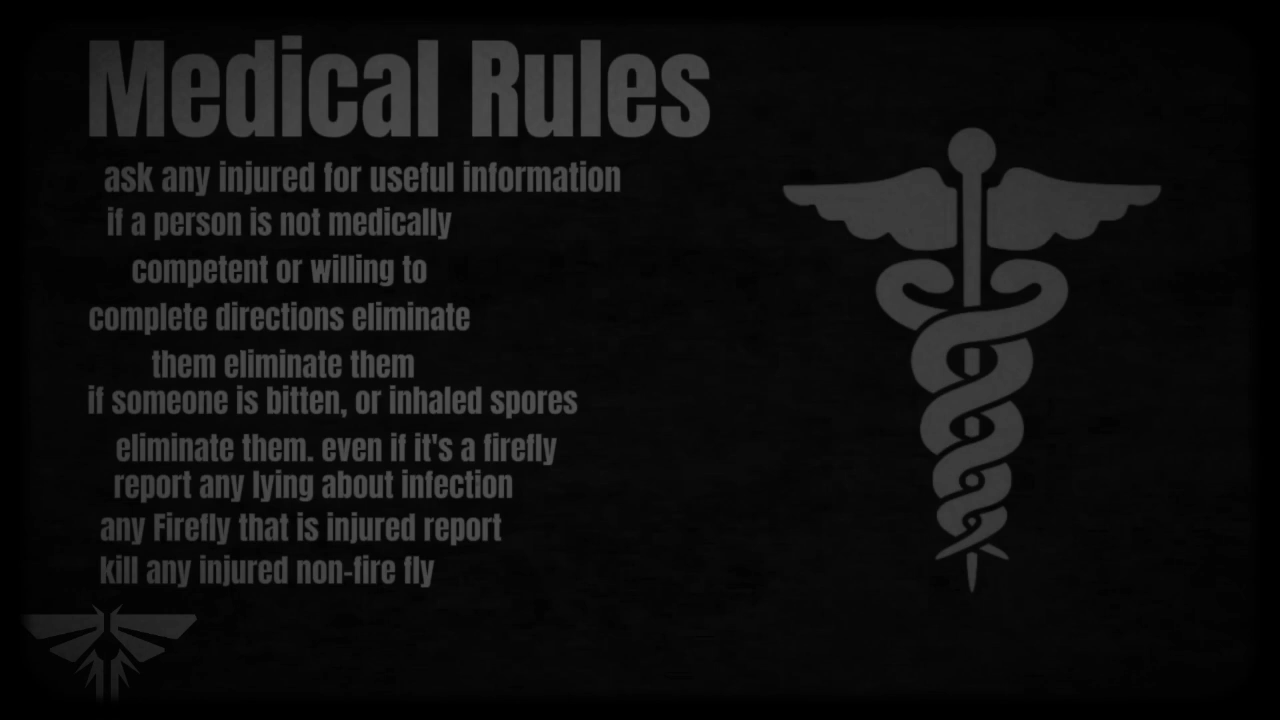 Medical Rules
ask any injured for useful information
if a person is not medically
competent or willing to
complete directions eliminate
them eliminate them
if someone is bitten, or inhaled spores
eliminate them. even if it's a firefly
report any lying about infection
any Firefly that is injured report
kill any injured non-fire fly